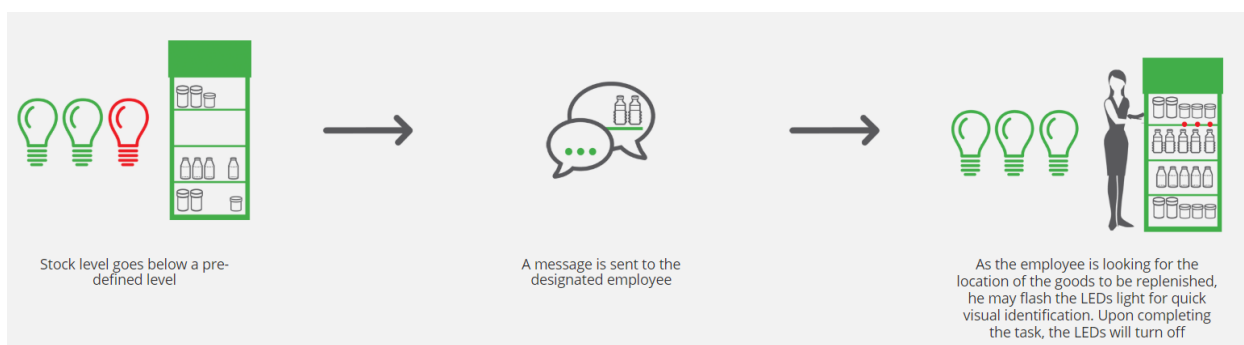 Stock level goes below a pre-
defined level
A message is sent to the
designated employee
As the employee is looking for the
location of the goods to be replenished,
he may flash the LEDs light for quick
visual identification. Upon completing
the task, the LEDs will turn off